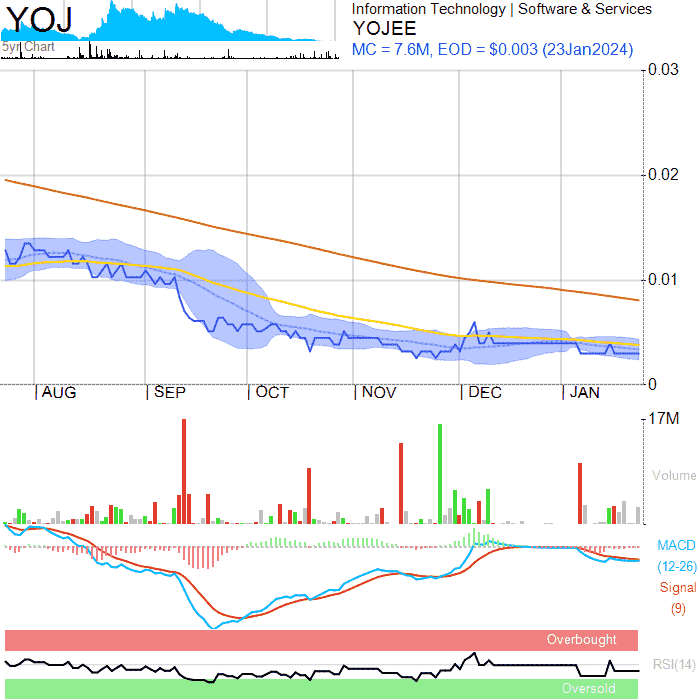 YOJ
5yr Chart
Information Technology | Software & Services
YOJEE
MC = 7.6M, EOD = $0.003 (23Jan2024)
0.03
0.02
0.01
0
|AUG |SEP |OCT |NOV |DEC |JAN
17M
Volume
MACD
(12-26)
Signal
(9)
Overbought
RSI(14)
Oversold